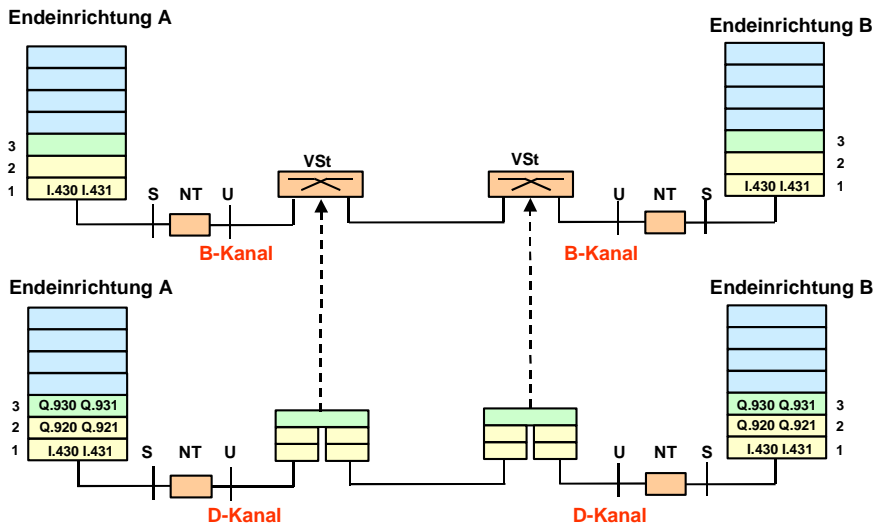 Endeinrichtung A
Endeinrichtung B
3
2
1
I.430 I.431
S
NT
U
VSt
VSt
U
NT
S
3
2
1
I.430 I.431
B-Kanal
B-Kanal
Endeinrichtung A
Endeinrichtung B
3
Q.930 Q.931
2
Q.920 Q.921
1
I.430 I.431
S
NT
U
U
NT
S
Q.930 Q.931
3
Q.920 Q.921
2
I.430 I.431
1
D-Kanal
D-Kanal